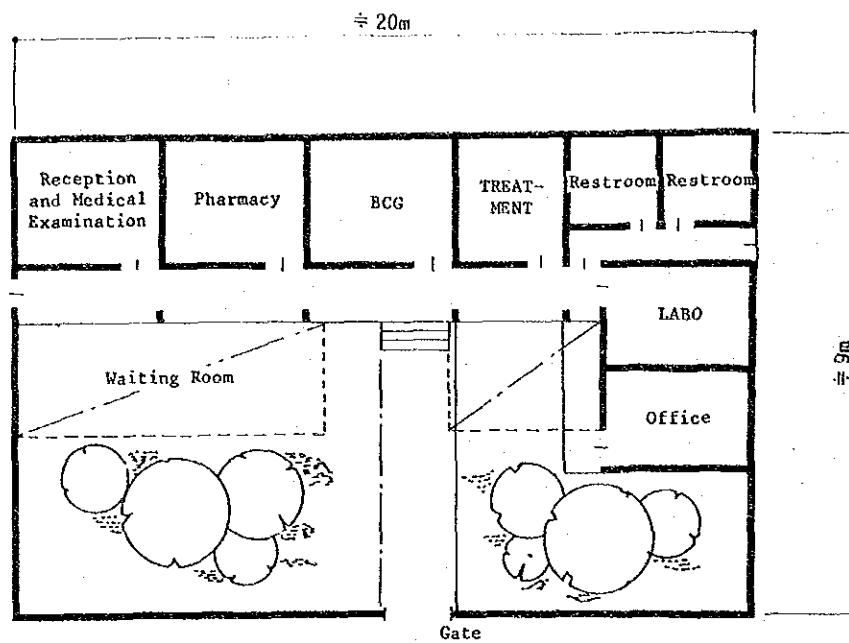 ≒ 20m
Reception
and Medical
Examination
Pharmacy
BCG
TREAT-
MENT
Restroom
Restroom
LABO
≒ 9m
Waiting Room
Office
Gate